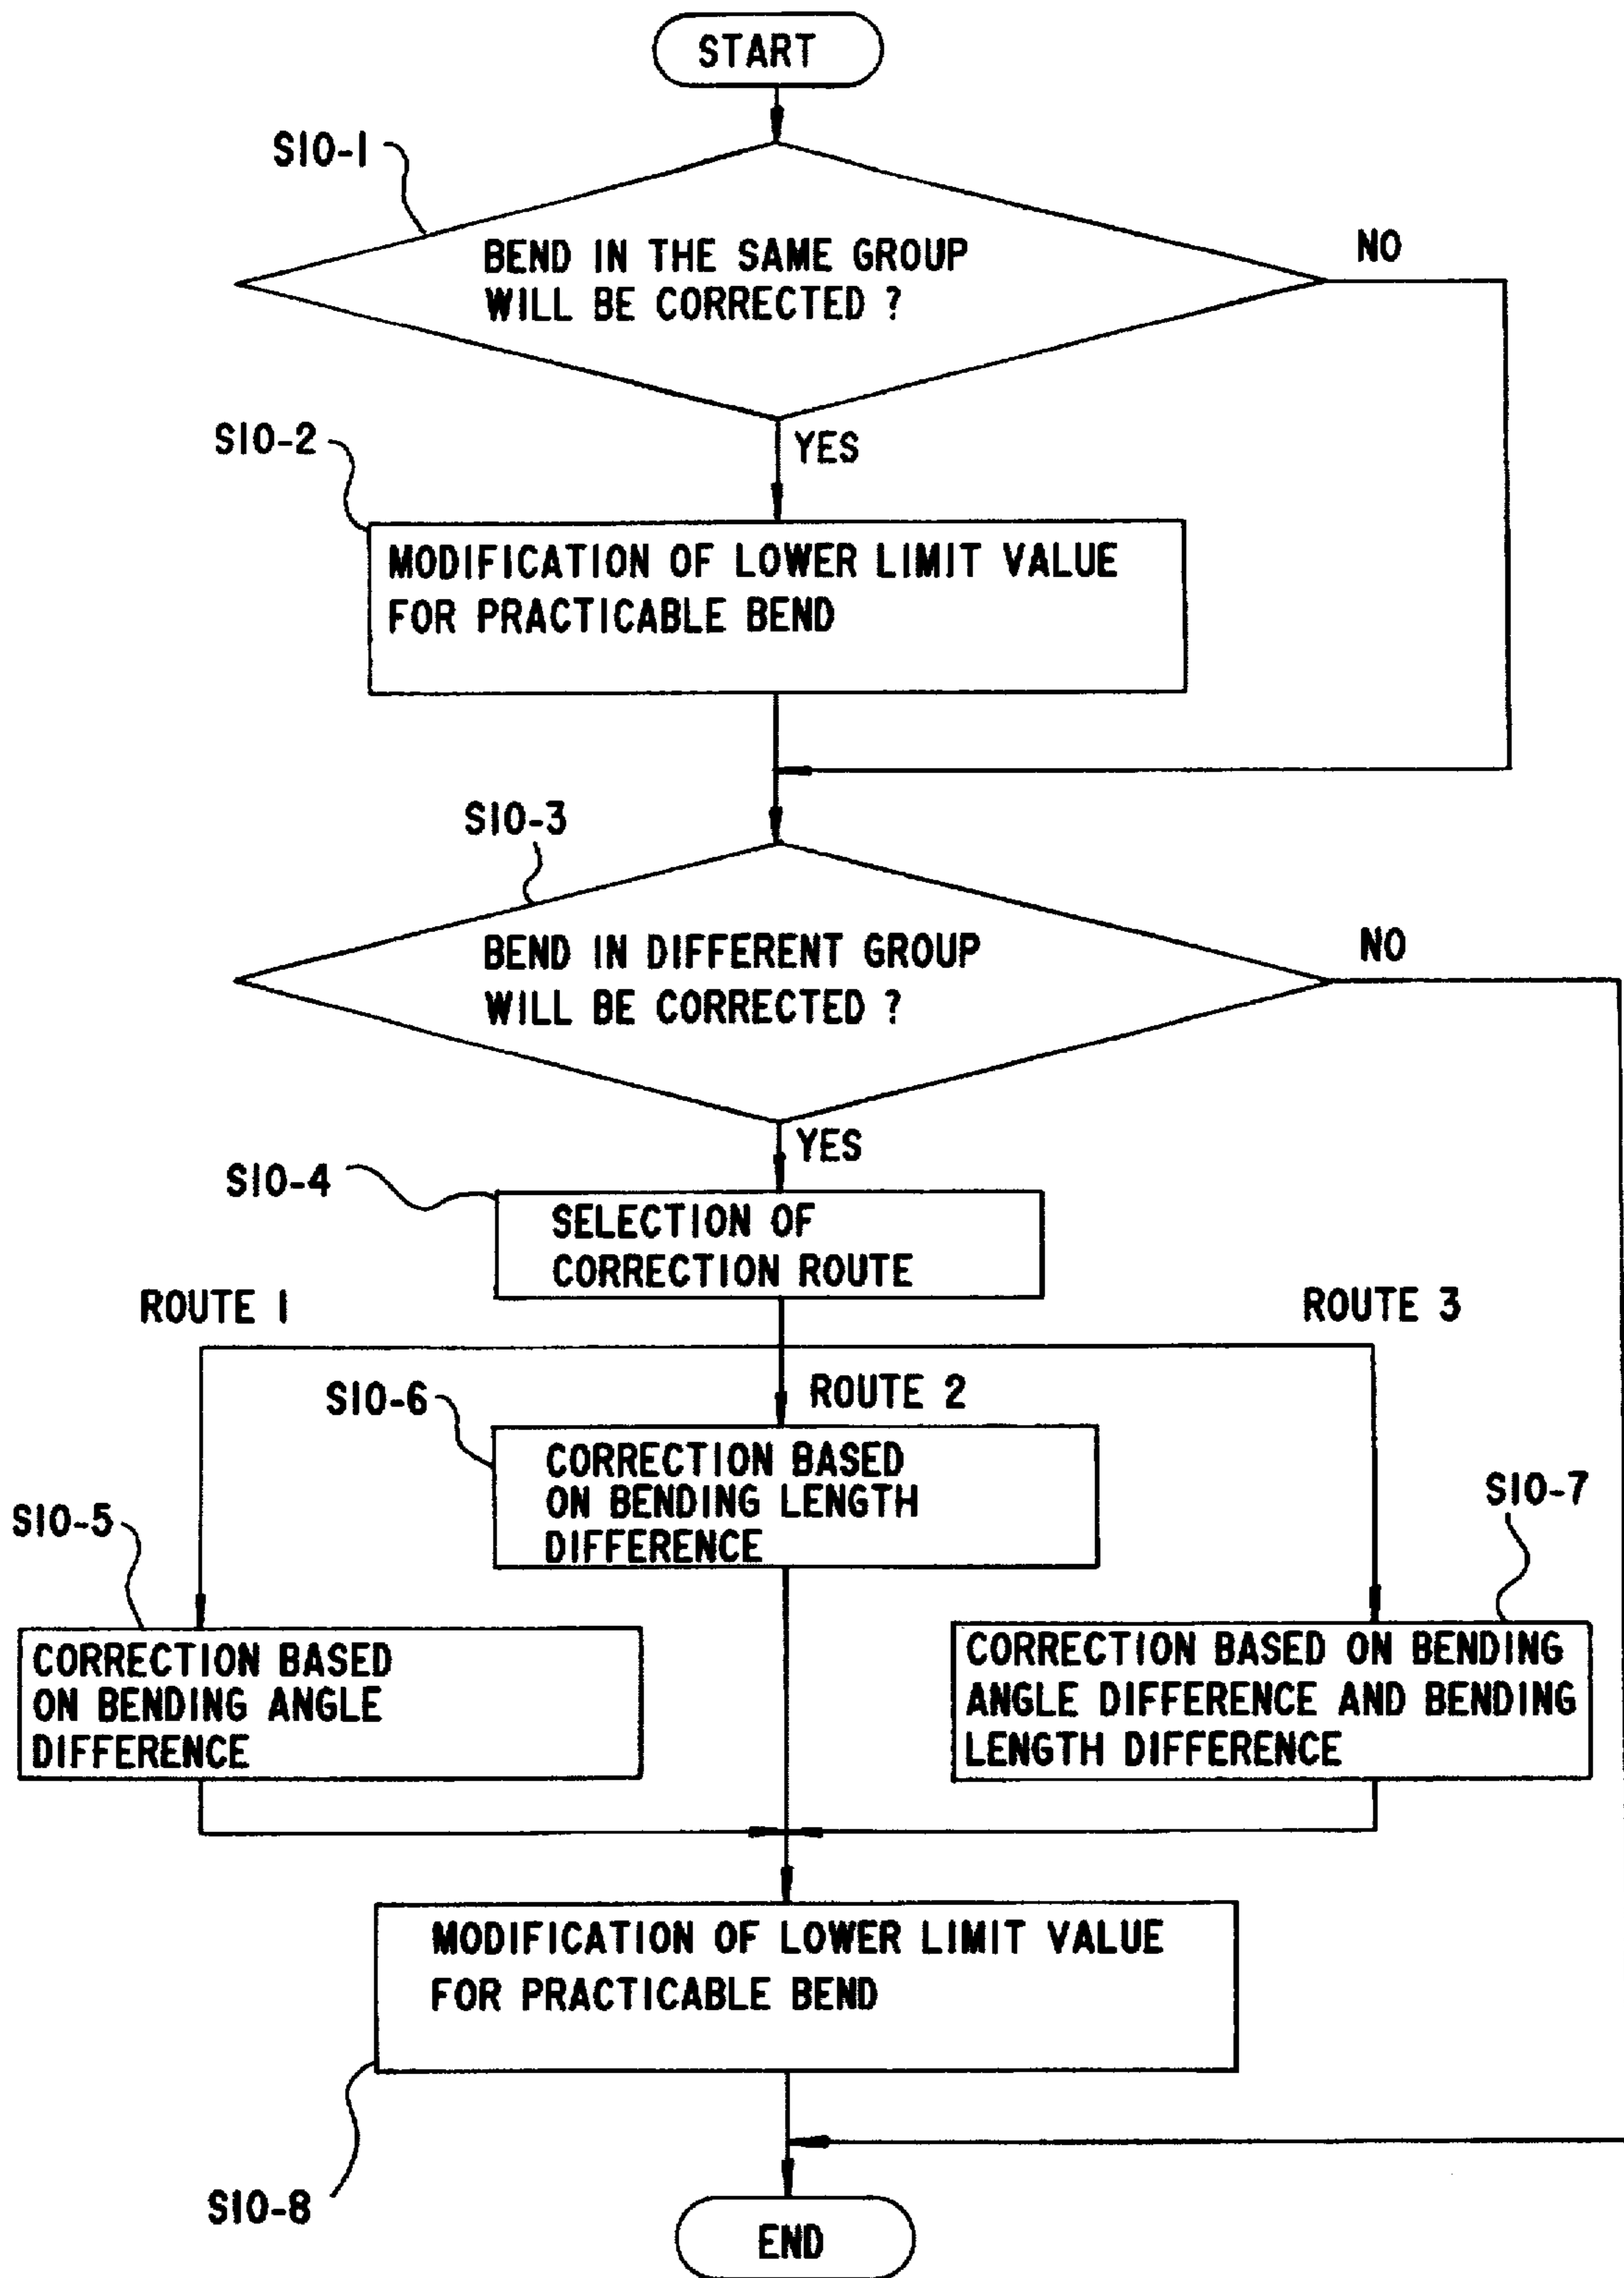 START
S10-1
BEND IN THE SAME GROUP
WILL BE CORRECTED ?
NO
S10-2
YES
MODIFICATION OF LOWER LIMIT VALUE
FOR PRACTICABLE BEND
S10-3
BEND IN DIFFERENT GROUP
WILL BE CORRECTED ?
NO
YES
S10-4
SELECTION OF
CORRECTION ROUTE
ROUTE 1
ROUTE 3
S10-6
ROUTE 2
CORRECTION BASED
ON BENDING LENGTH
DIFFERENCE
S10-5
S10-7
CORRECTION BASED
ON BENDING ANGLE
DIFFERENCE
CORRECTION BASED ON BENDING
ANGLE DIFFERENCE AND BENDING
LENGTH DIFFERENCE
MODIFICATION OF LOWER LIMIT VALUE
FOR PRACTICABLE BEND
S10-8
END